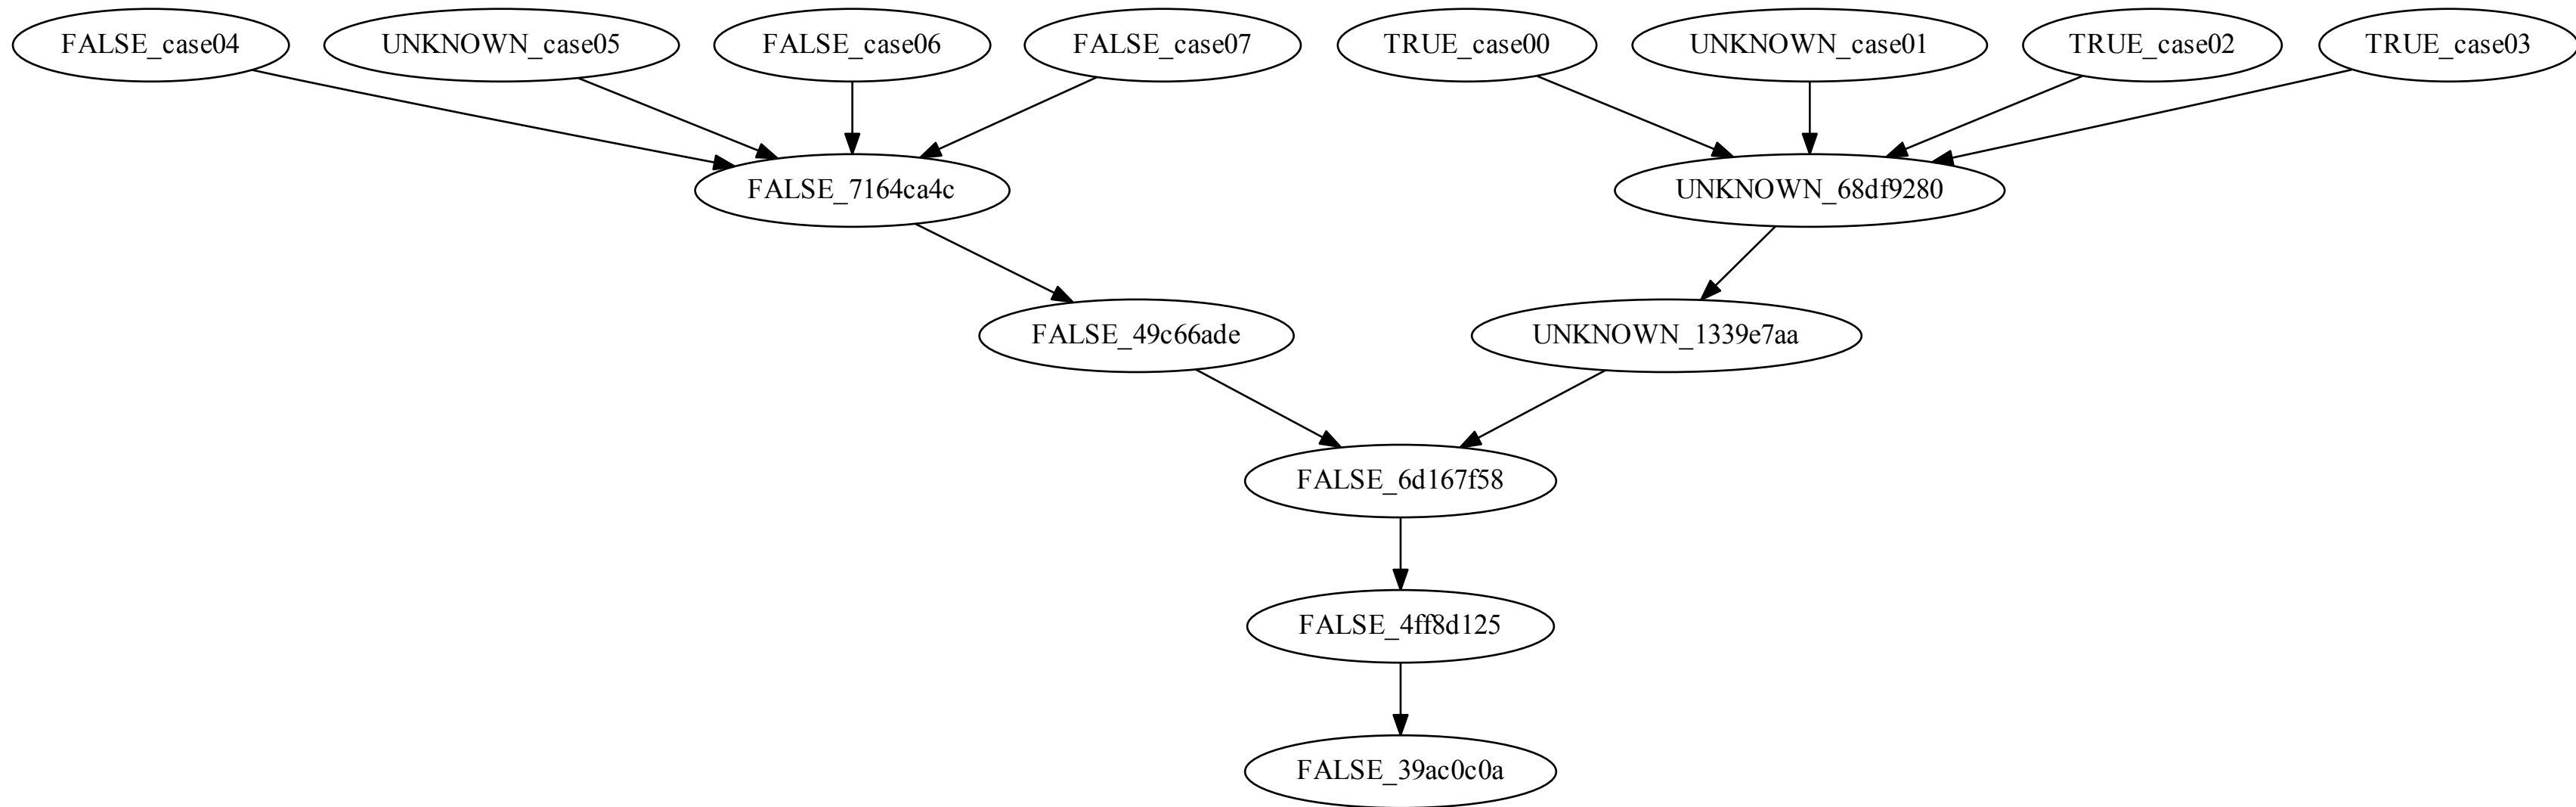 FALSE_case04
UNKNOWN_case05
FALSE_case06
FALSE_case07
TRUE_case00
UNKNOWN_case01
TRUE_case02
TRUE_case03
FALSE_7164ca4c
UNKNOWN_68df9280
FALSE_49c66ade
UNKNOWN_1339e7aa
FALSE_6d167f58
FALSE_4ff8d125
FALSE_39ac0c0a